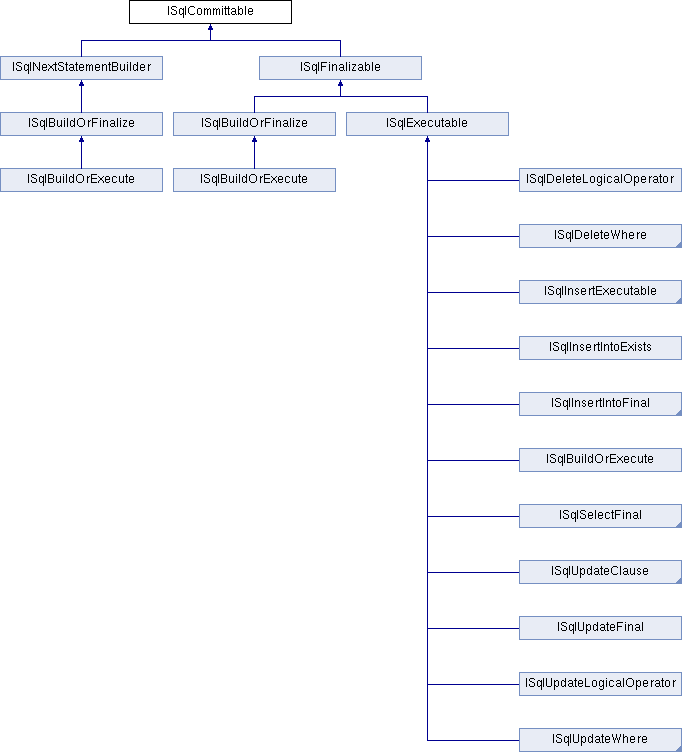 ISqlCommittable
ISqlNextStatementBuilder
ISqlFinalizable
ISqlBuildOrFinalize
ISqlBuildOrFinalize
ISqlExecutable
ISqlBuildOrExecute
ISqlBuildOrExecute
ISqlDeleteLogicalOperator
ISqlDeleteWhere
ISqlInsertExecutable
ISqlInsertIntoExists
ISqlInsertIntoFinal
ISqlBuildOrExecute
ISqlSelectFinal
ISqlUpdateClause
ISqlUpdateFinal
ISqlUpdateLogicalOperator
ISqlUpdateWhere